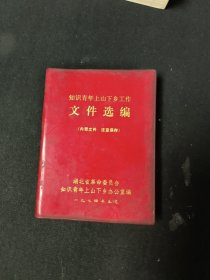 知识青年上山下乡工作
文件选编
(内部文件 注意保存)
湖北省革命委员会
知识青年上山下乡办公室编
一九七四年五月